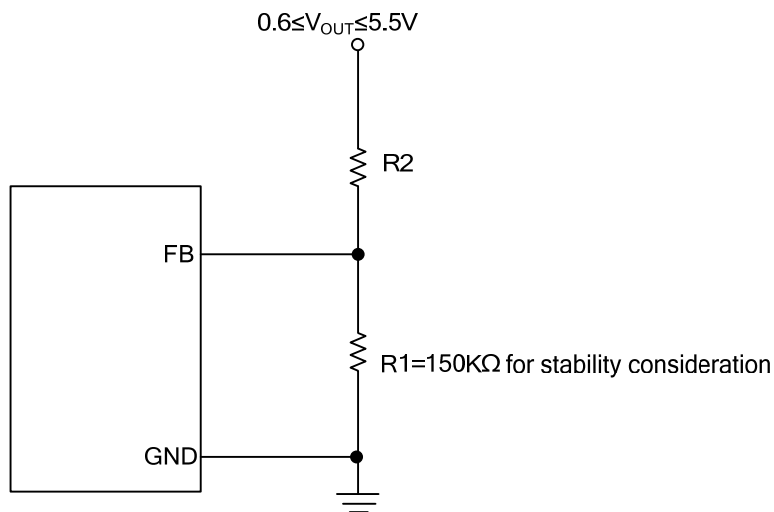 0.6≤VOUT≤5.5V
R2
FB
R1=150KΩ for stability consideration
GND